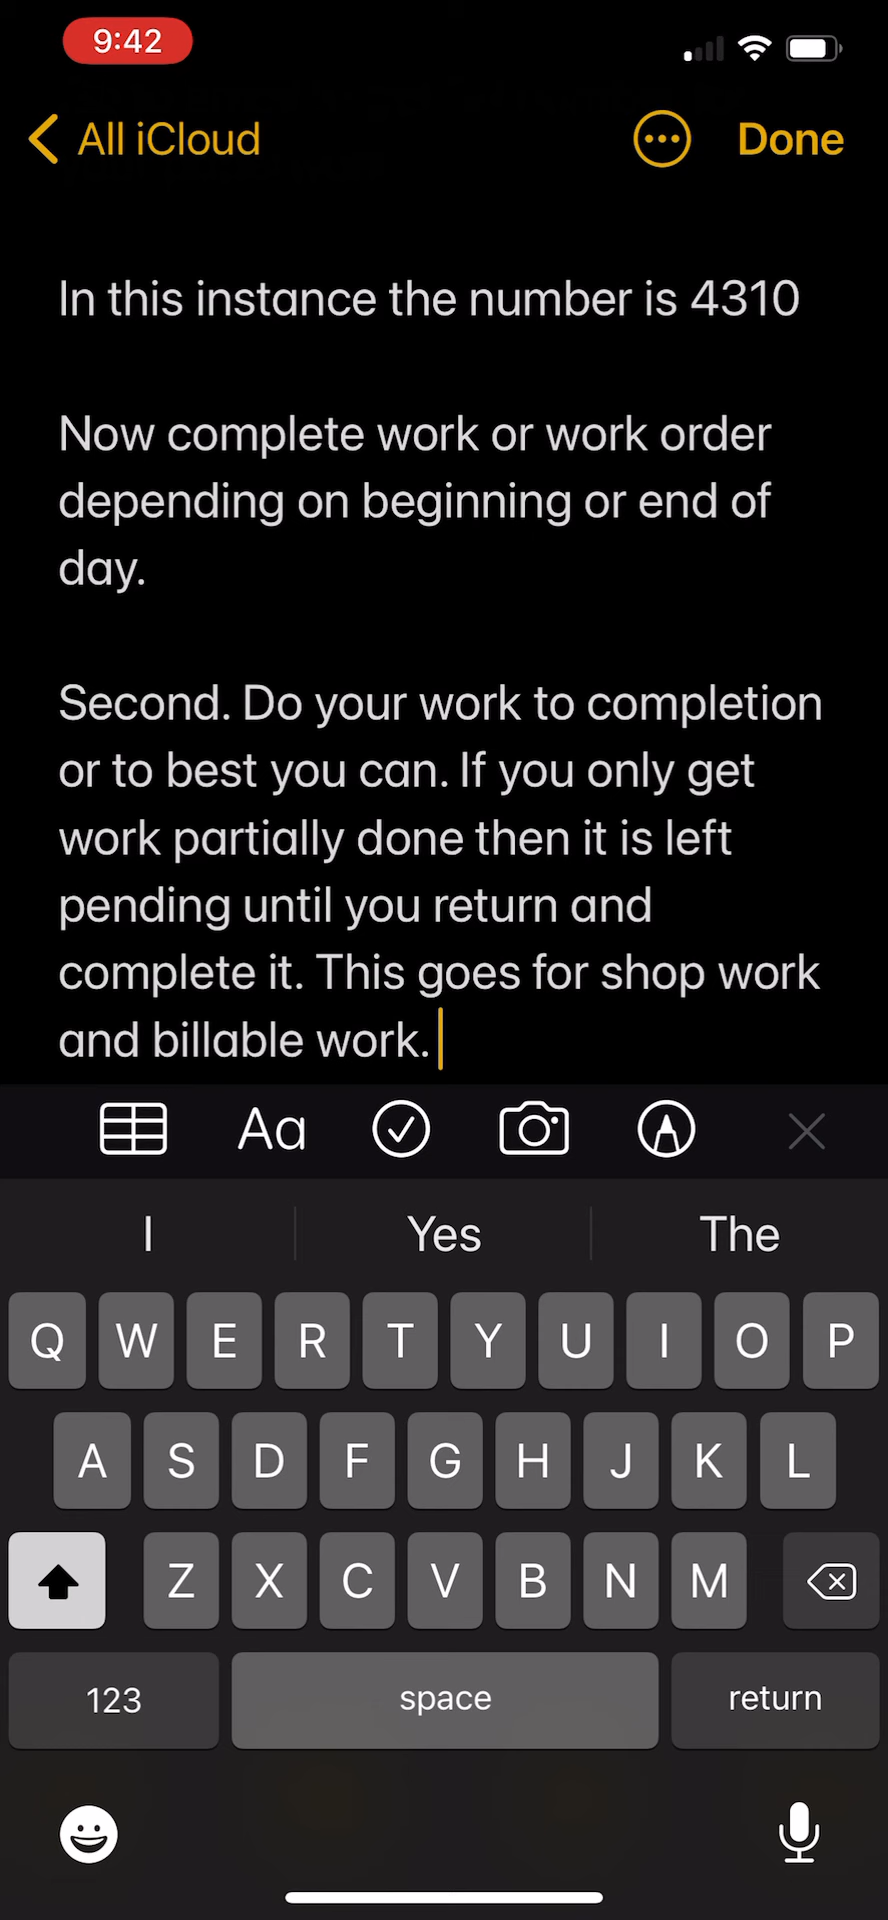 9:42
All iCloud
Done
In this instance the number is 4310
Now complete work or work order
depending on beginning or end of
day.
Second. Do your work to completion
or to best you can. If you only get
work partially done then it is left
pending until you return and
complete it. This goes for shop work
and billable work.
Aa
I Yes The
Q W E R T Y U I O P
A S D F G H J K L
Z X C V B N M
123 space return